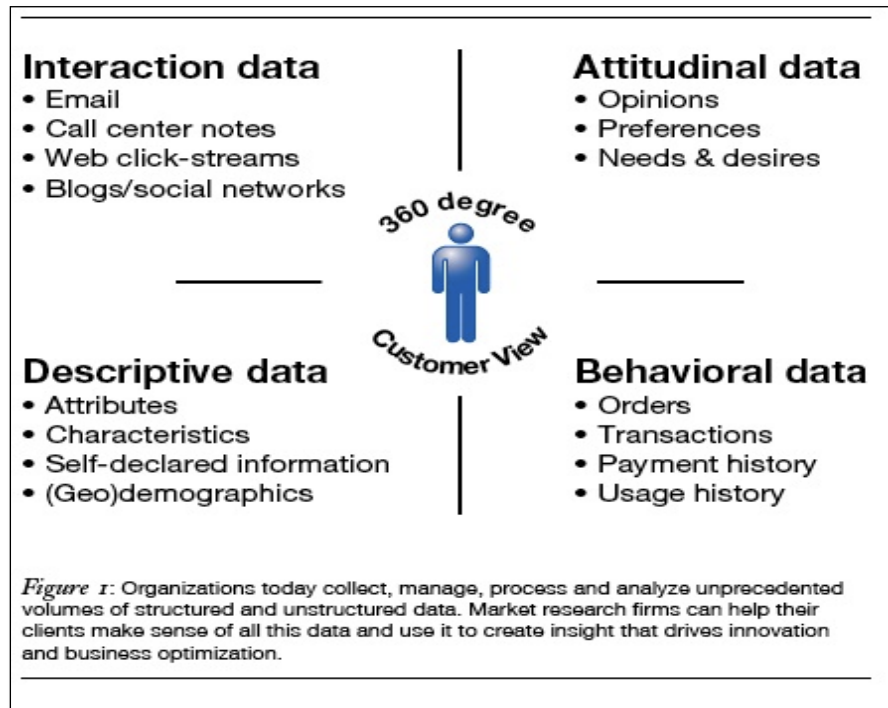 Interaction data
• Email
• Call center notes
• Web click-streams
• Blogs/social networks
Attitudinal data
• Opinions
• Preferences
• Needs & desires
360 degree
Customer View
Descriptive data
• Attributes
• Characteristics
• Self-declared information
• (Geo)demographics
Behavioral data
• Orders
• Transactions
• Payment history
• Usage history
Figure 1: Organizations today collect, manage, process and analyze unprecedented
volumes of structured and unstructured data. Market research firms can help their
clients make sense of all this data and use it to create insight that drives innovation
and business optimization.